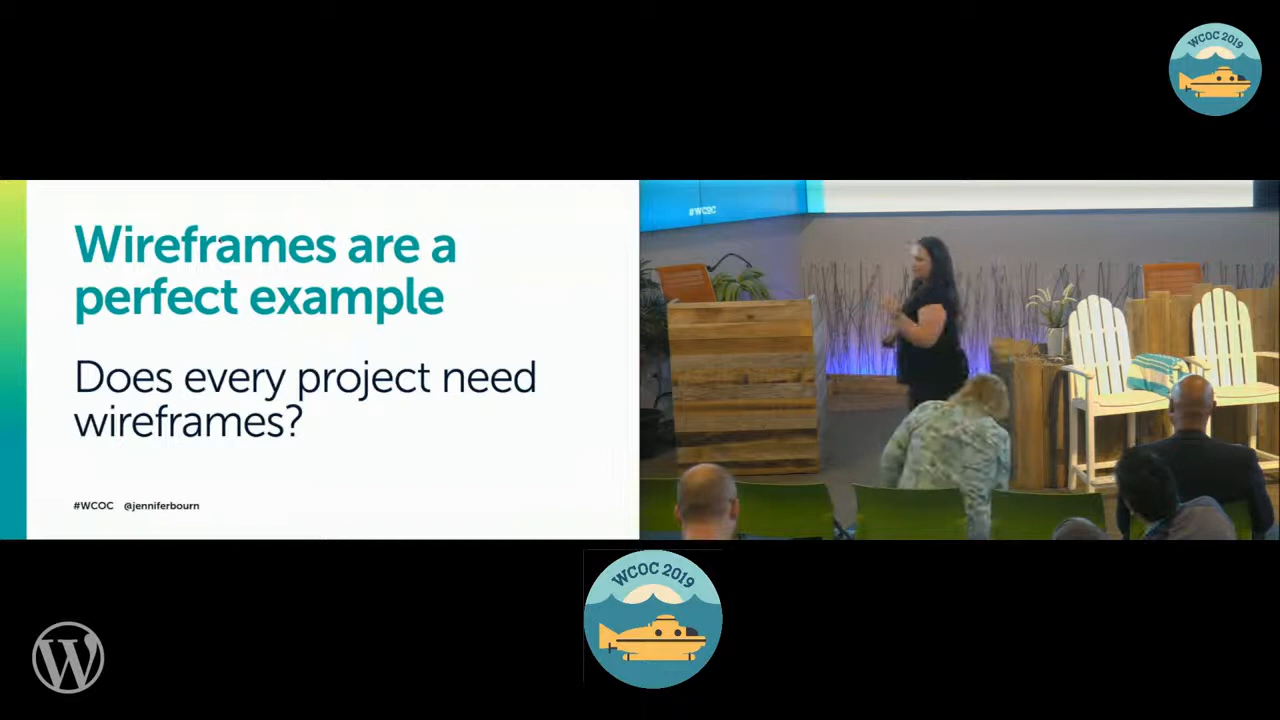 WCOC 2019
Wireframes are a
perfect example
Does every project need
wireframes?
#WCOC @jenniferbourn
#WCOC
WCOC 2019
W